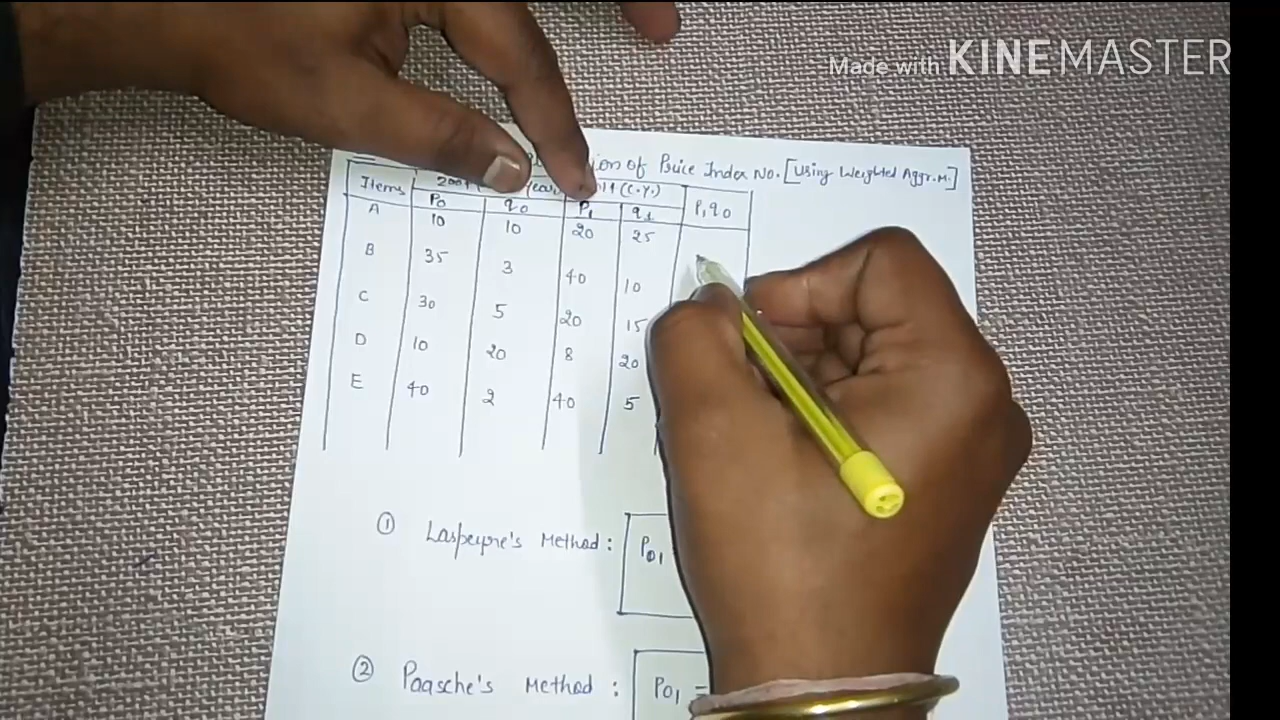 Made with KINEMASTER
ion of Price Index No. [Using Weighted Aggr.M.]
Items 200 year (C.Y.) P₁q₀
P₀ q₀ P₁ q₁
A 10 10 20 25
B 35 3 40 10
C 30 5 20 15
D 10 20 8 20
E 40 2 40 5
① Laspeyre's Method : P₀₁
② Paasche's Method : P₀₁ =